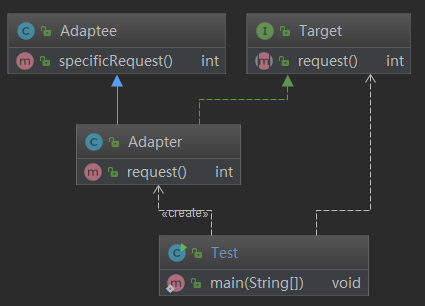 C Adaptee
m specificRequest() int
I Target
m request() int
C Adapter
m request() int
«create»
C Test
m main(String[]) void